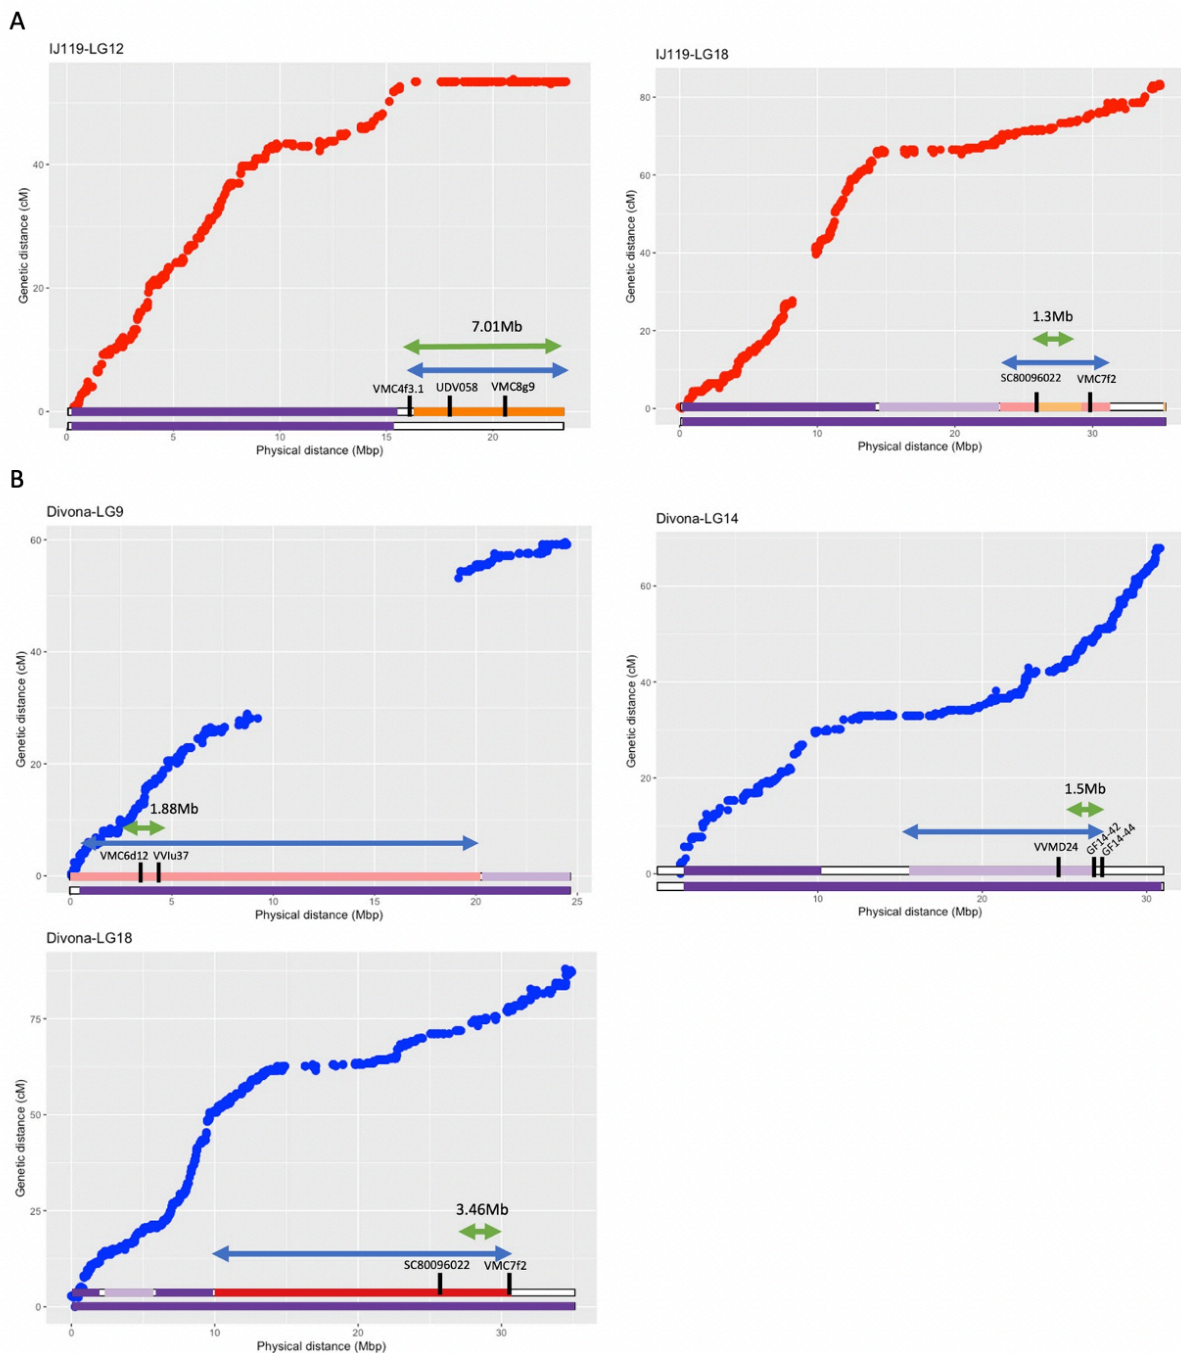 A
IJ119-LG12
Genetic distance (cM)
40
20
0
7.01Mb
VMC4f3.1 UDV058 VMC8g9
0 5 10 15 20
Physical distance (Mbp)
IJ119-LG18
Genetic distance (cM)
80
60
40
20
0
1.3Mb
SC80096022 VMC7f2
0 10 20 30
Physical distance (Mbp)
B
Divona-LG9
Genetic distance (cM)
60
40
20
0
1.88Mb
VMC6d12 VVIu37
0 5 10 15 20 25
Physical distance (Mbp)
Divona-LG14
Genetic distance (cM)
60
40
20
0
1.5Mb
VVMD24 GF14-42 GF14-44
10 20 30
Physical distance (Mbp)
Divona-LG18
Genetic distance (cM)
75
50
25
0
3.46Mb
SC80096022 VMC7f2
0 10 20 30
Physical distance (Mbp)